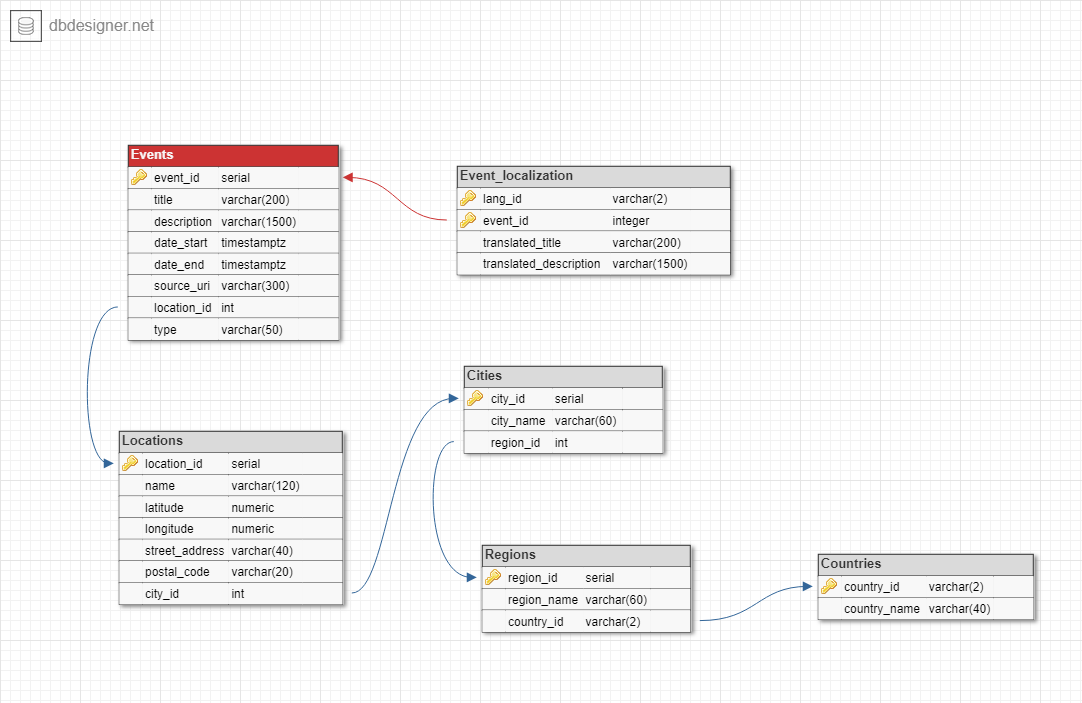 dbdesigner.net
Events
event_id serial
title varchar(200)
description varchar(1500)
date_start timestamptz
date_end timestamptz
source_uri varchar(300)
location_id int
type varchar(50)
Event_localization
lang_id varchar(2)
event_id integer
translated_title varchar(200)
translated_description varchar(1500)
Cities
city_id serial
city_name varchar(60)
region_id int
Locations
location_id serial
name varchar(120)
latitude numeric
longitude numeric
street_address varchar(40)
postal_code varchar(20)
city_id int
Regions
region_id serial
region_name varchar(60)
country_id varchar(2)
Countries
country_id varchar(2)
country_name varchar(40)